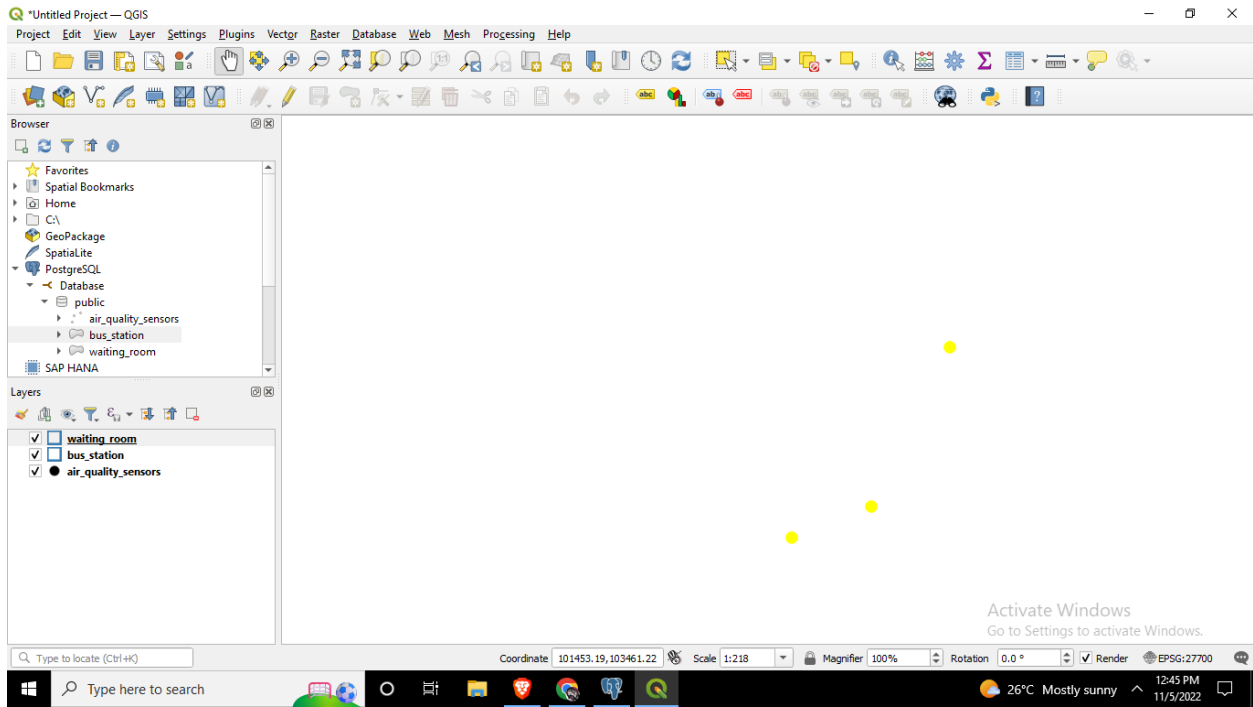 *Untitled Project — QGIS
Project Edit View Layer Settings Plugins Vector Raster Database Web Mesh Processing Help
abc abc abc
Browser
Favorites
Spatial Bookmarks
Home
C:\
GeoPackage
SpatiaLite
PostgreSQL
Database
public
air_quality_sensors
bus_station
waiting_room
SAP HANA
Layers
waiting_room
bus_station
air_quality_sensors
Activate Windows
Go to Settings to activate Windows.
Type to locate (Ctrl+K) Coordinate 101453.19,103461.22 Scale 1:218 Magnifier 100% Rotation 0.0 ° Render EPSG:27700
Type here to search 26°C Mostly sunny 12:45 PM
11/5/2022